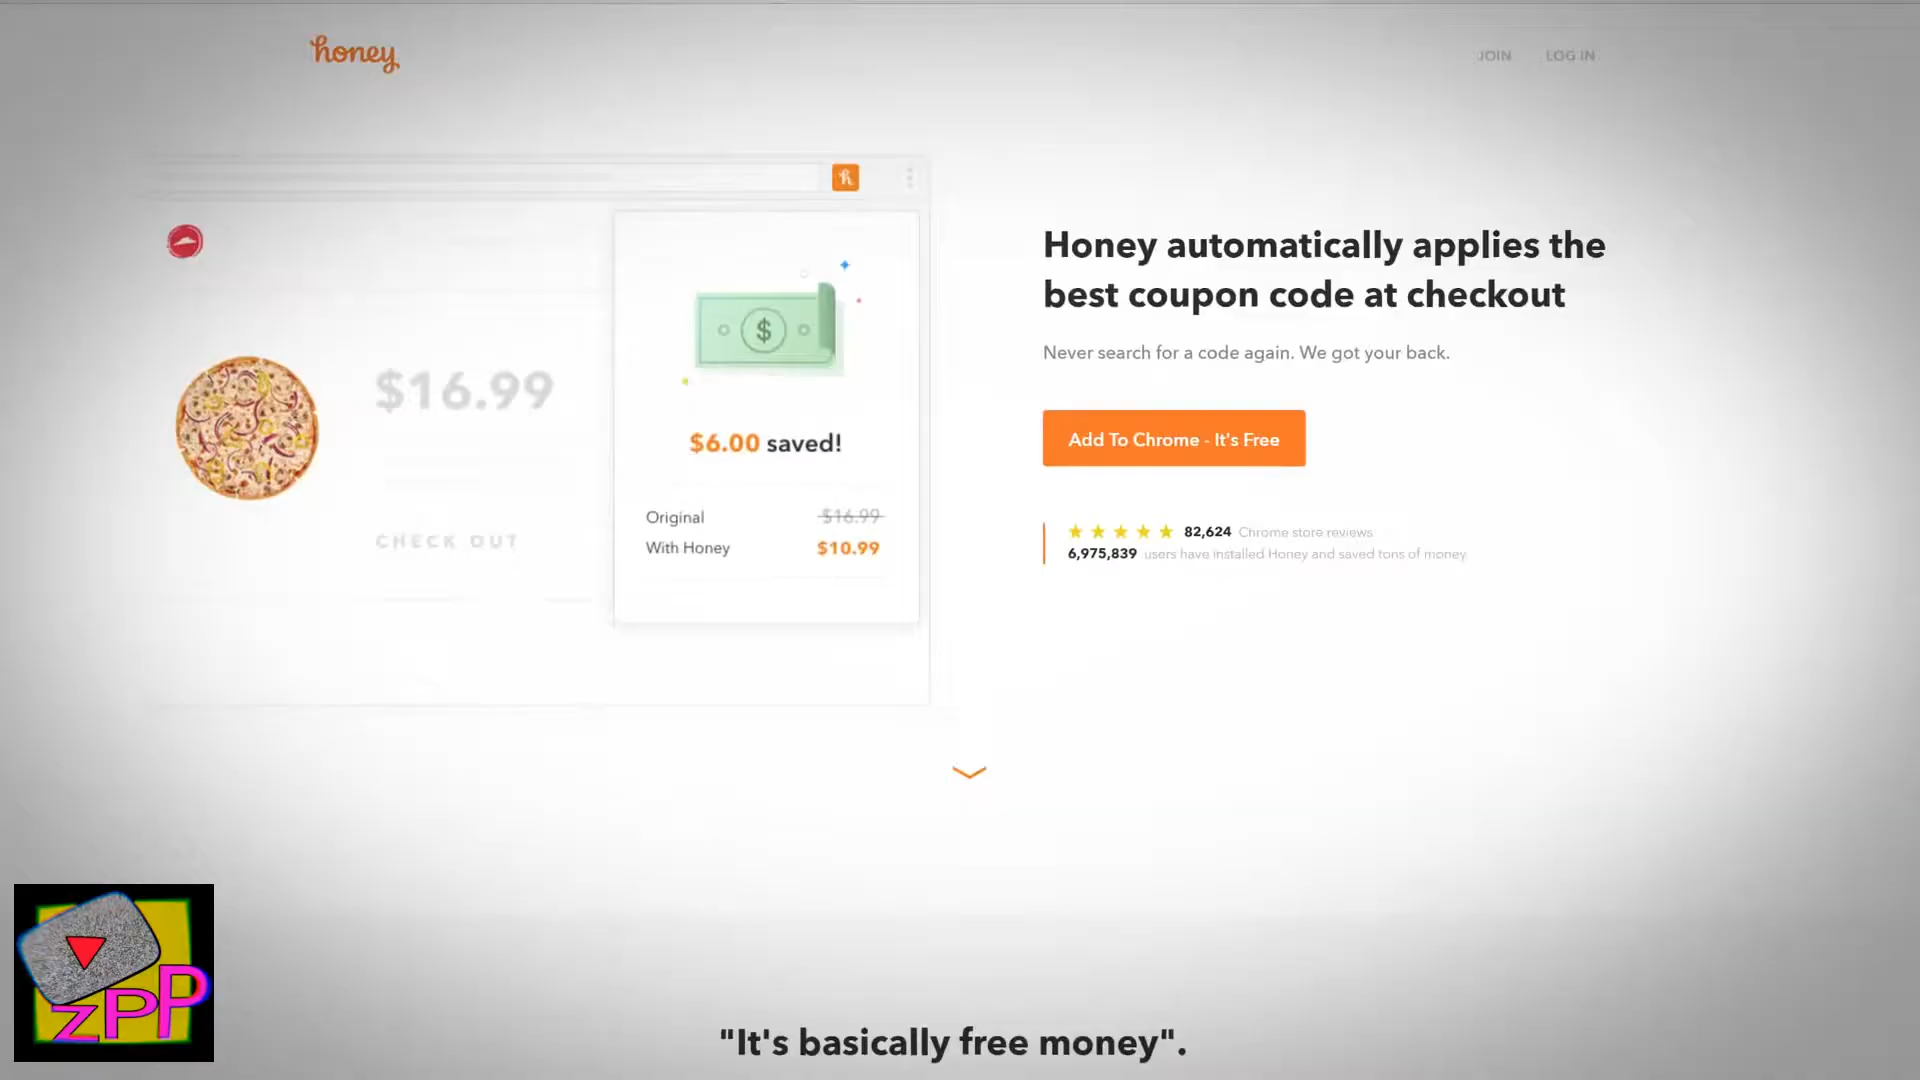 honey
JOIN LOG IN
h
$16.99
CHECK OUT
$
$6.00 saved!
Original $16.99
With Honey $10.99
Honey automatically applies the
best coupon code at checkout
Never search for a code again. We got your back.
Add To Chrome - It's Free
82,624 Chrome store reviews
6,975,839 users have installed Honey and saved tons of money
zPP
"It's basically free money".